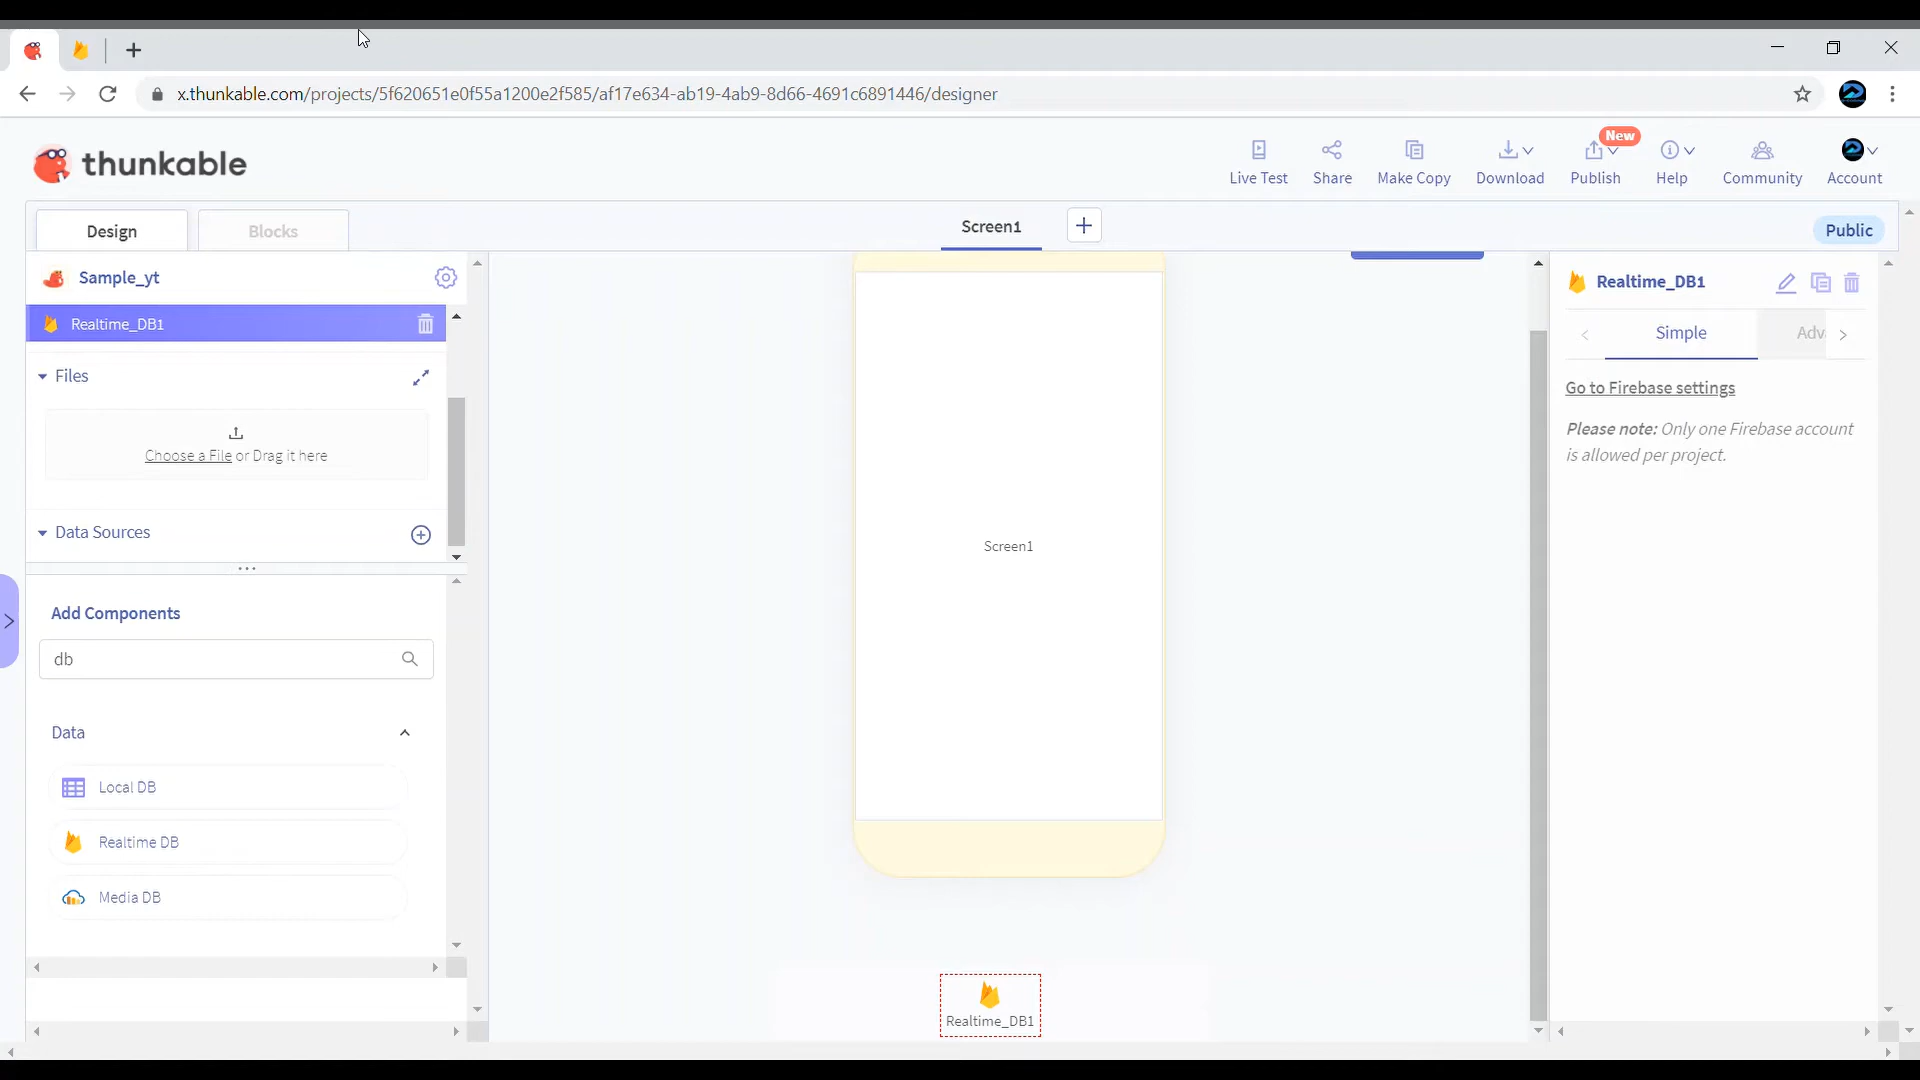 x.thunkable.com/projects/5f620651e0f55a1200e2f585/af17e634-ab19-4ab9-8d66-4691c6891446/designer
thunkable
Live Test
Share
Make Copy
Download
New
Publish
Help
Community
Account
Design
Blocks
Screen1
Public
Sample_yt
Realtime_DB1
Files
Choose a File or Drag it here
Data Sources
Add Components
db
Data
Local DB
Realtime DB
Media DB
Screen1
Realtime_DB1
Realtime_DB1
Simple
Adv
Go to Firebase settings
Please note: Only one Firebase account
is allowed per project.